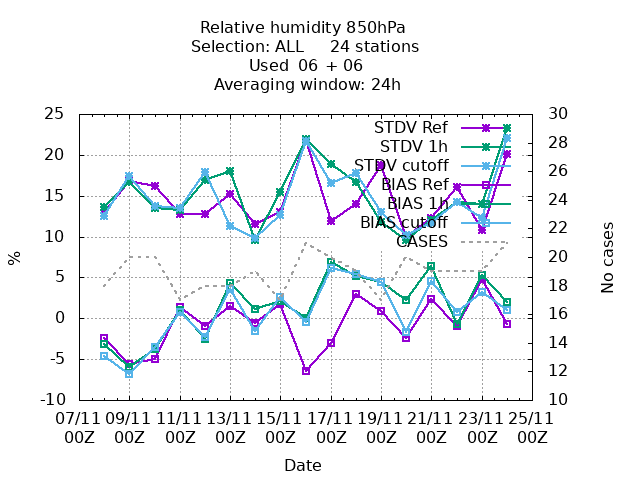 Relative humidity 850hPa
Selection: ALL     24 stations
Used  06 + 06
Averaging window: 24h
25 30
STDV Ref
28
STDV 1h
20 26
STDV cutoff
BIAS Ref
15 24
BIAS 1h
BIAS cutoff
22
10
CASES
20
5 18
0 16
14
-5
12
-10 10
%
No cases
07/11 09/11 11/11 13/11 15/11 17/11 19/11 21/11 23/11 25/11
00Z 00Z 00Z 00Z 00Z 00Z 00Z 00Z 00Z 00Z
Date